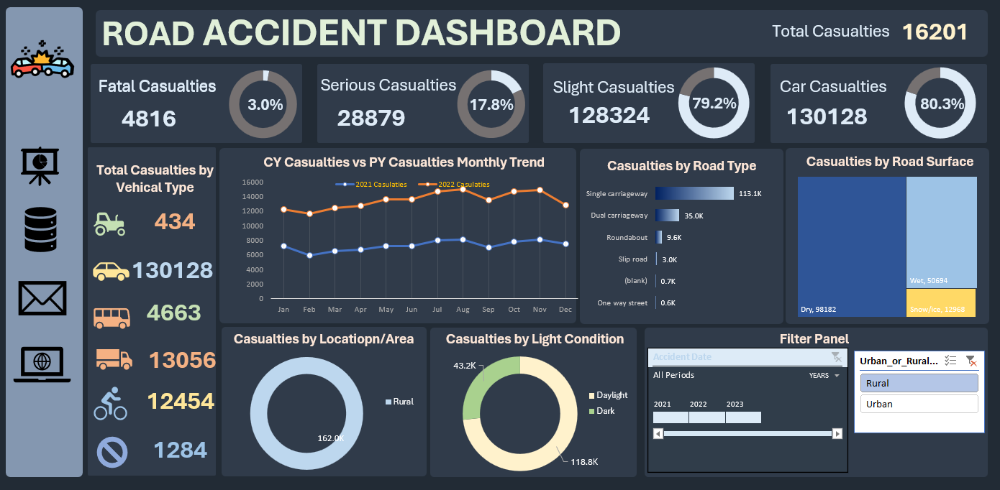 ROAD ACCIDENT DASHBOARD
Total Casualties 16201
Fatal Casualties
4816
3.0%
Serious Casualties
28879
17.8%
Slight Casualties
128324
79.2%
Car Casualties
130128
80.3%
Total Casualties by
Vehical Type
434
130128
4663
13056
12454
1284
CY Casualties vs PY Casualties Monthly Trend
2021 Casulaties
2022 Casulaties
16000
14000
12000
10000
8000
6000
4000
2000
0
Jan Feb Mar Apr May Jun Jul Aug Sep Oct Nov Dec
Casualties by Road Type
Single carriageway 113.1K
Dual carriageway 35.0K
Roundabout 9.6K
Slip road 3.0K
(blank) 0.7K
One way street 0.6K
Casualties by Road Surface
Dry, 98182
Wet, 50694
Snow/ice, 12968
Casualties by Locatiopn/Area
162.0K
Rural
Casualties by Light Condition
43.2K
118.8K
Daylight
Dark
Filter Panel
Accident Date
All Periods
YEARS
2021 2022 2023
Urban_or_Rural...
Rural
Urban